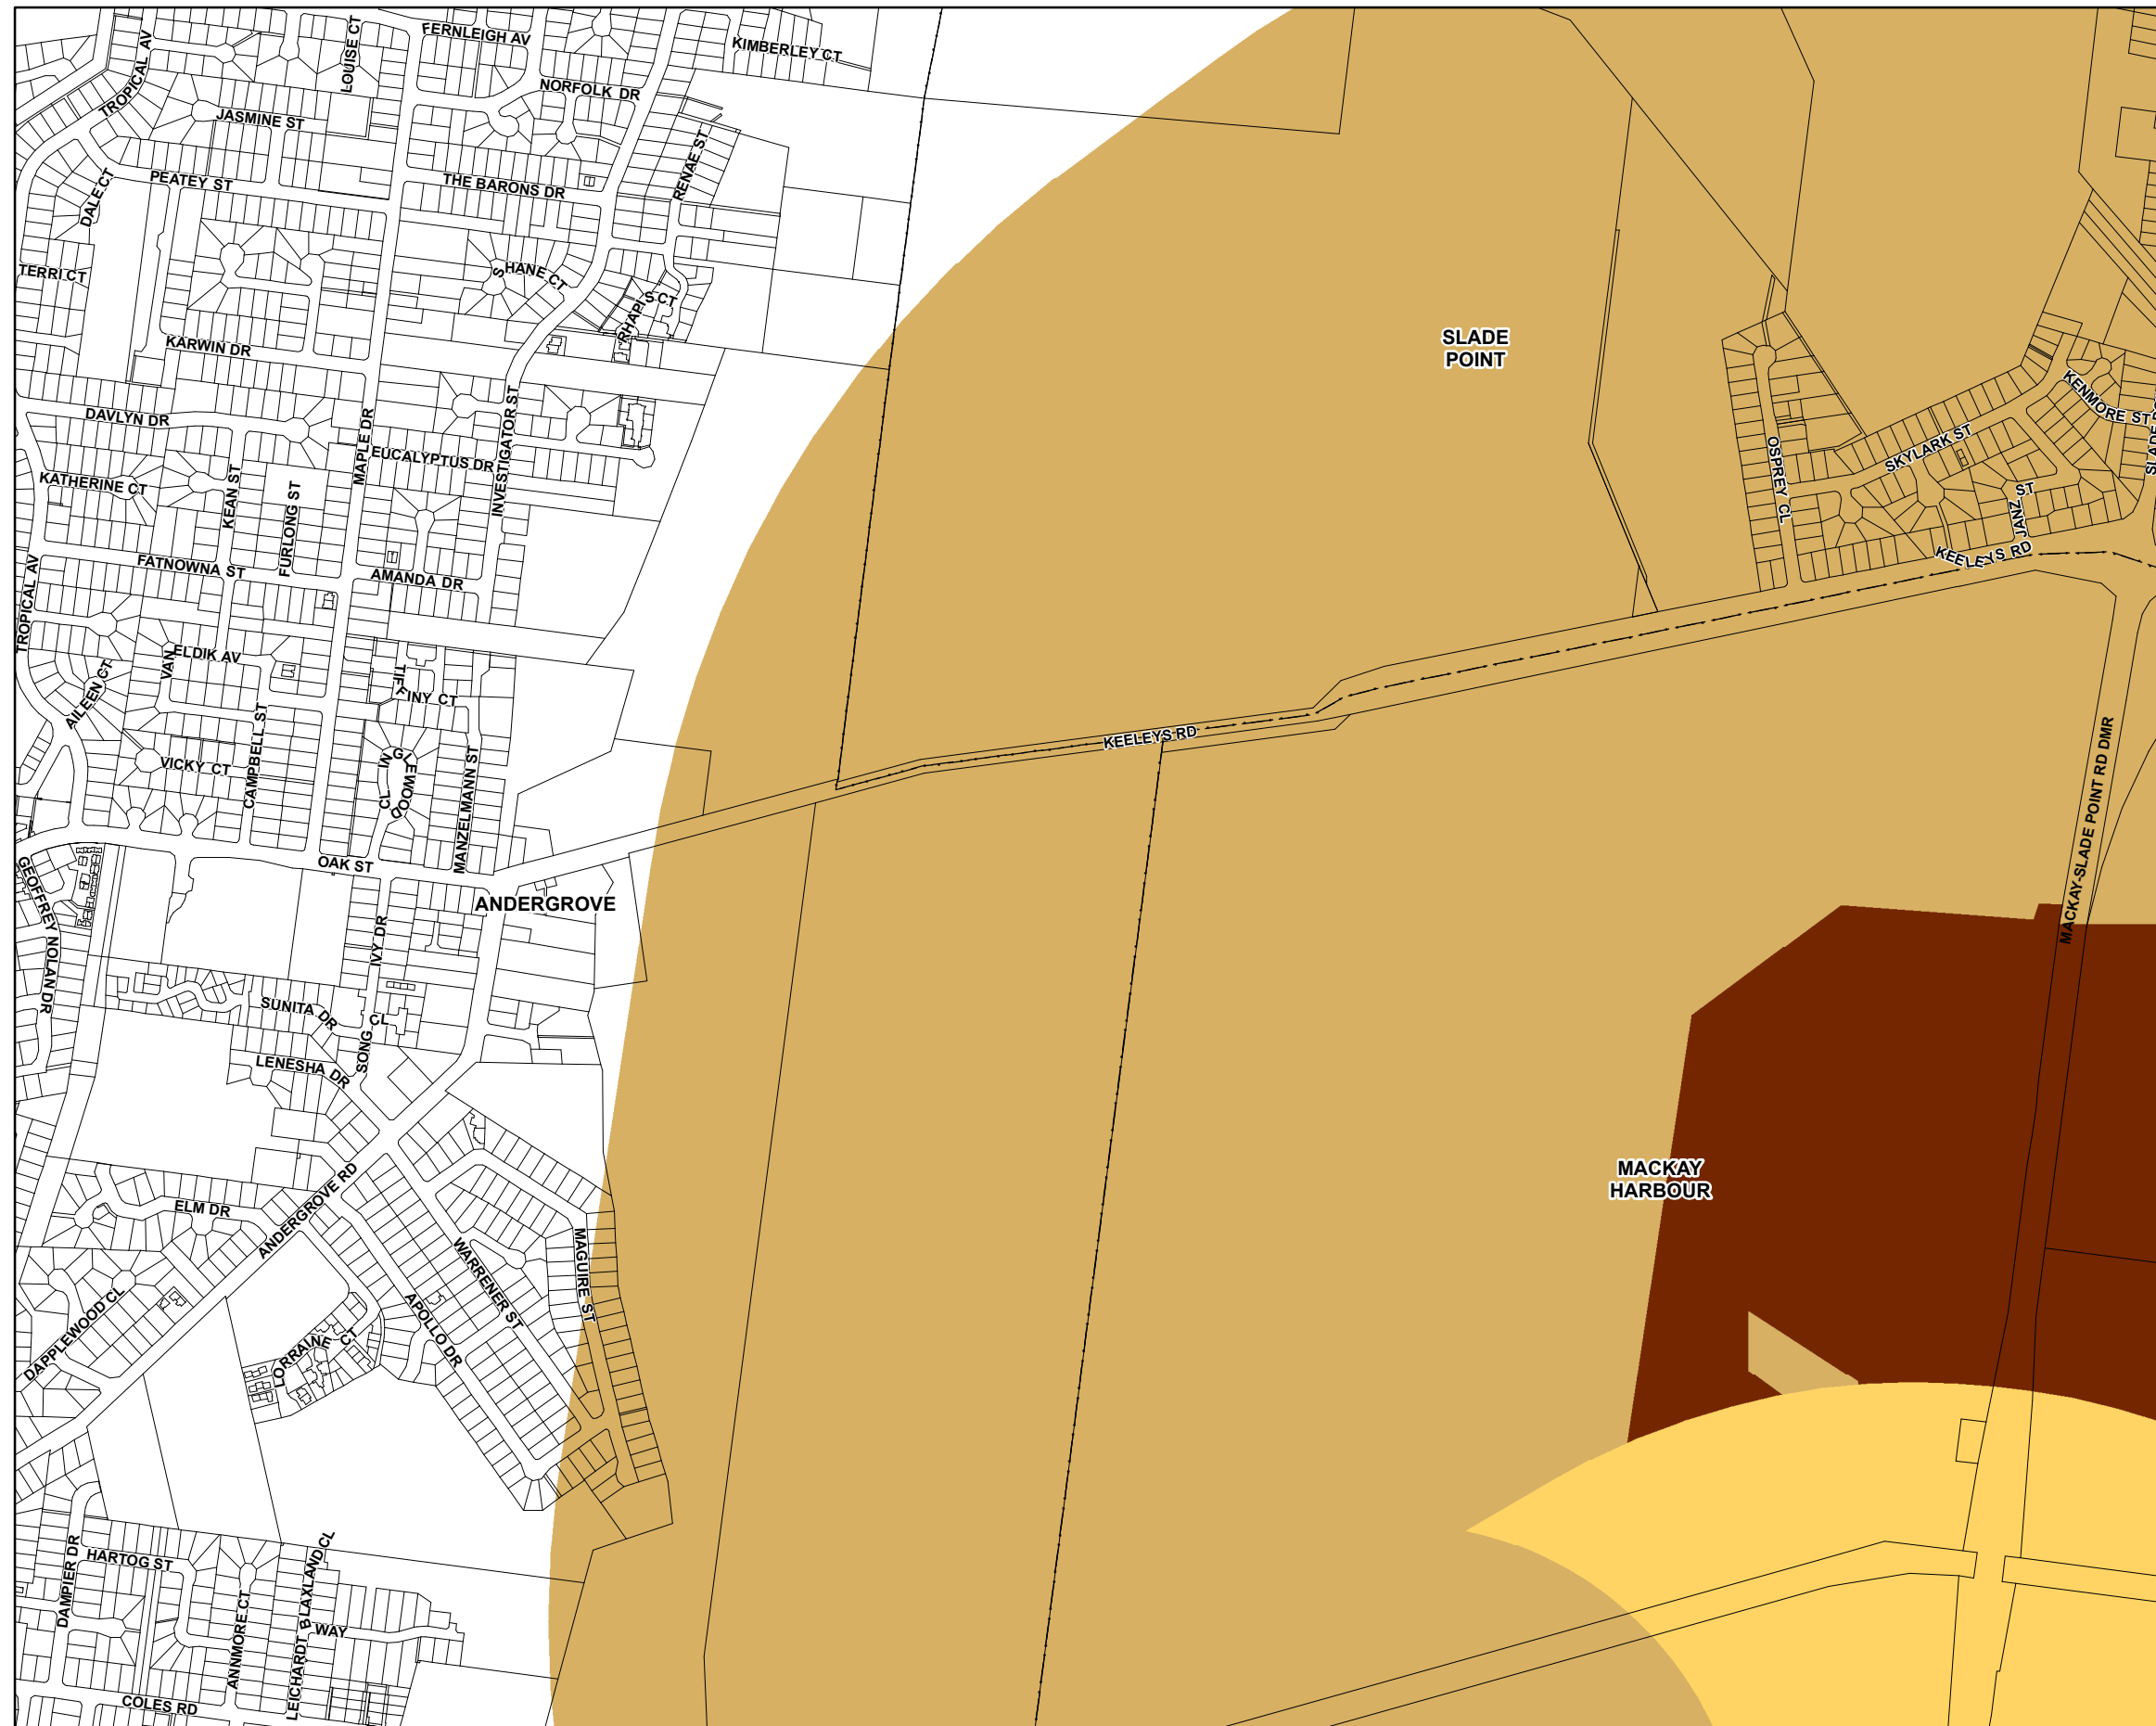 FERNLEIGH AV
KIMBERLEY CT
LOUISE CT
TROPICAL AV
NORFOLK DR
JASMINE ST
RENAE ST
PEATEY ST
THE BARONS DR
DALE CT
TERRI CT
SHANE CT
RHAPIS CT
SLADE
POINT
KARWIN DR
DAVLYN DR
MAPLE DR
INVESTIGATOR ST
EUCALYPTUS DR
KENMORE ST
SKYLARK ST
OSPREY CL
KATHERINE CT
KEAN ST
FURLONG ST
JANZ ST
KEELEYS RD
FATNOWNA ST
AMANDA DR
TROPICAL AV
VAN ELDIK AV
AILEEN CT
CAMPBELL ST
VICKY CT
INGLEWOOD CL
MANZELMANN ST
KEELEYS RD
MACKAY-SLADE POINT RD DMR
OAK ST
ANDERGROVE
GEOFFREY NOLAN DR
IVY DR
SUNITA DR
SONG CL
LENESHA DR
MACKAY
HARBOUR
ELM DR
ANDERGROVE RD
WARRENER ST
MAGUIRE ST
APOLLO DR
DAPPLEWOOD CL
LORRAINE CT
HARTOG ST
DAMPIER DR
ANNMORE CT
BLAXLAND CL
LEICHARDT WAY
COLES RD